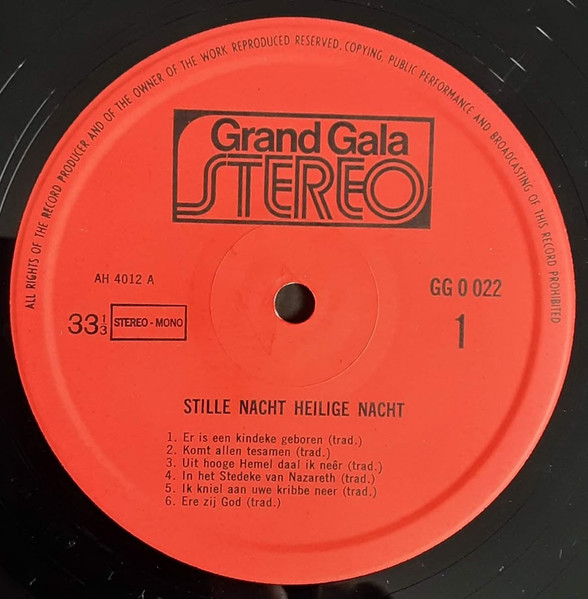 ALL RIGHTS OF THE RECORD PRODUCER AND OF THE OWNER OF THE WORK REPRODUCED RESERVED. COPYING, PUBLIC PERFORMANCE AND BROADCASTING OF THIS RECORD PROHIBITED
Grand Gala
STEREO
AH 4012 A
GG 0 022
33 1/3 STEREO - MONO
1
STILLE NACHT HEILIGE NACHT
1. Er is een kindeke geboren (trad.)
2. Komt allen tesamen (trad.)
3. Uit hooge Hemel daal ik neêr (trad.)
4. In het Stedeke van Nazareth (trad.)
5. Ik kniel aan uwe kribbe neer (trad.)
6. Ere zij God (trad.)